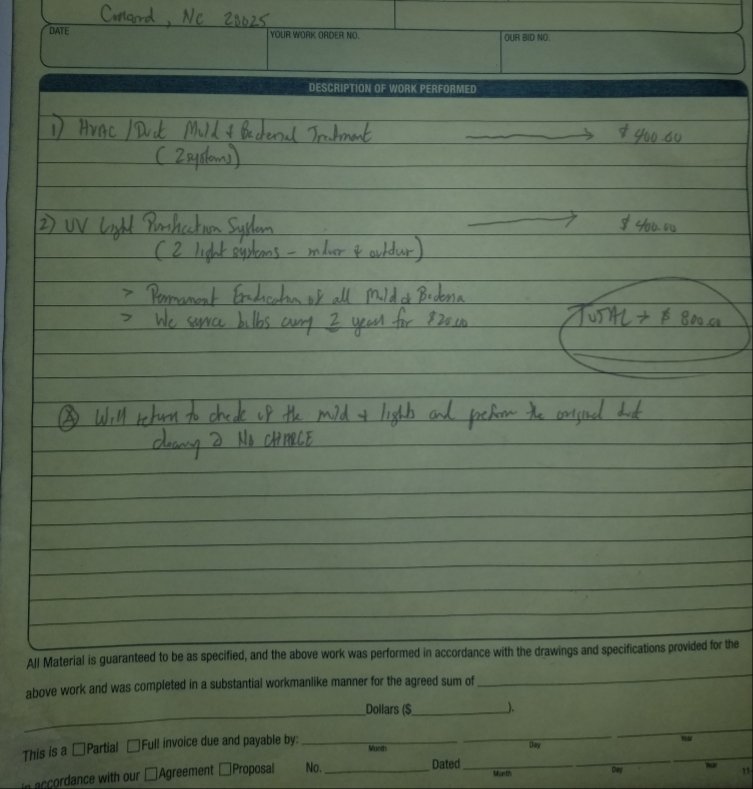 Concord, NC 28025
DATE YOUR WORK ORDER NO. OUR BID NO.
DESCRIPTION OF WORK PERFORMED
1) HVAC / Duct Mold & Bacterial Treatment → $400.00
(2 systems)
2) UV Light Purification System → $400.00
(2 light systems - indoor & outdoor)
> Permanent Eradication of all Mold & Bacteria
> We service bulbs every 2 years for $20.00
TOTAL → $800.00
Will return to check up the mold & lights and perform the original duct
cleaning @ NO CHARGE
All Material is guaranteed to be as specified, and the above work was performed in accordance with the drawings and specifications provided for the
above work and was completed in a substantial workmanlike manner for the agreed sum of
Dollars ($ ).
This is a ☐ Partial ☐ Full invoice due and payable by:
Month Day Year
in accordance with our ☐ Agreement ☐ Proposal No. Dated
Month Day Year